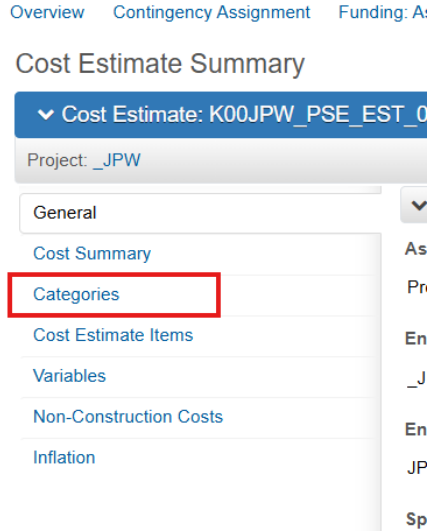 Overview Contingency Assignment Funding:
Cost Estimate Summary
Cost Estimate: K00JPW_PSE_EST_0
Project: _JPW
General
Cost Summary
Categories
Cost Estimate Items
Variables
Non-Construction Costs
Inflation